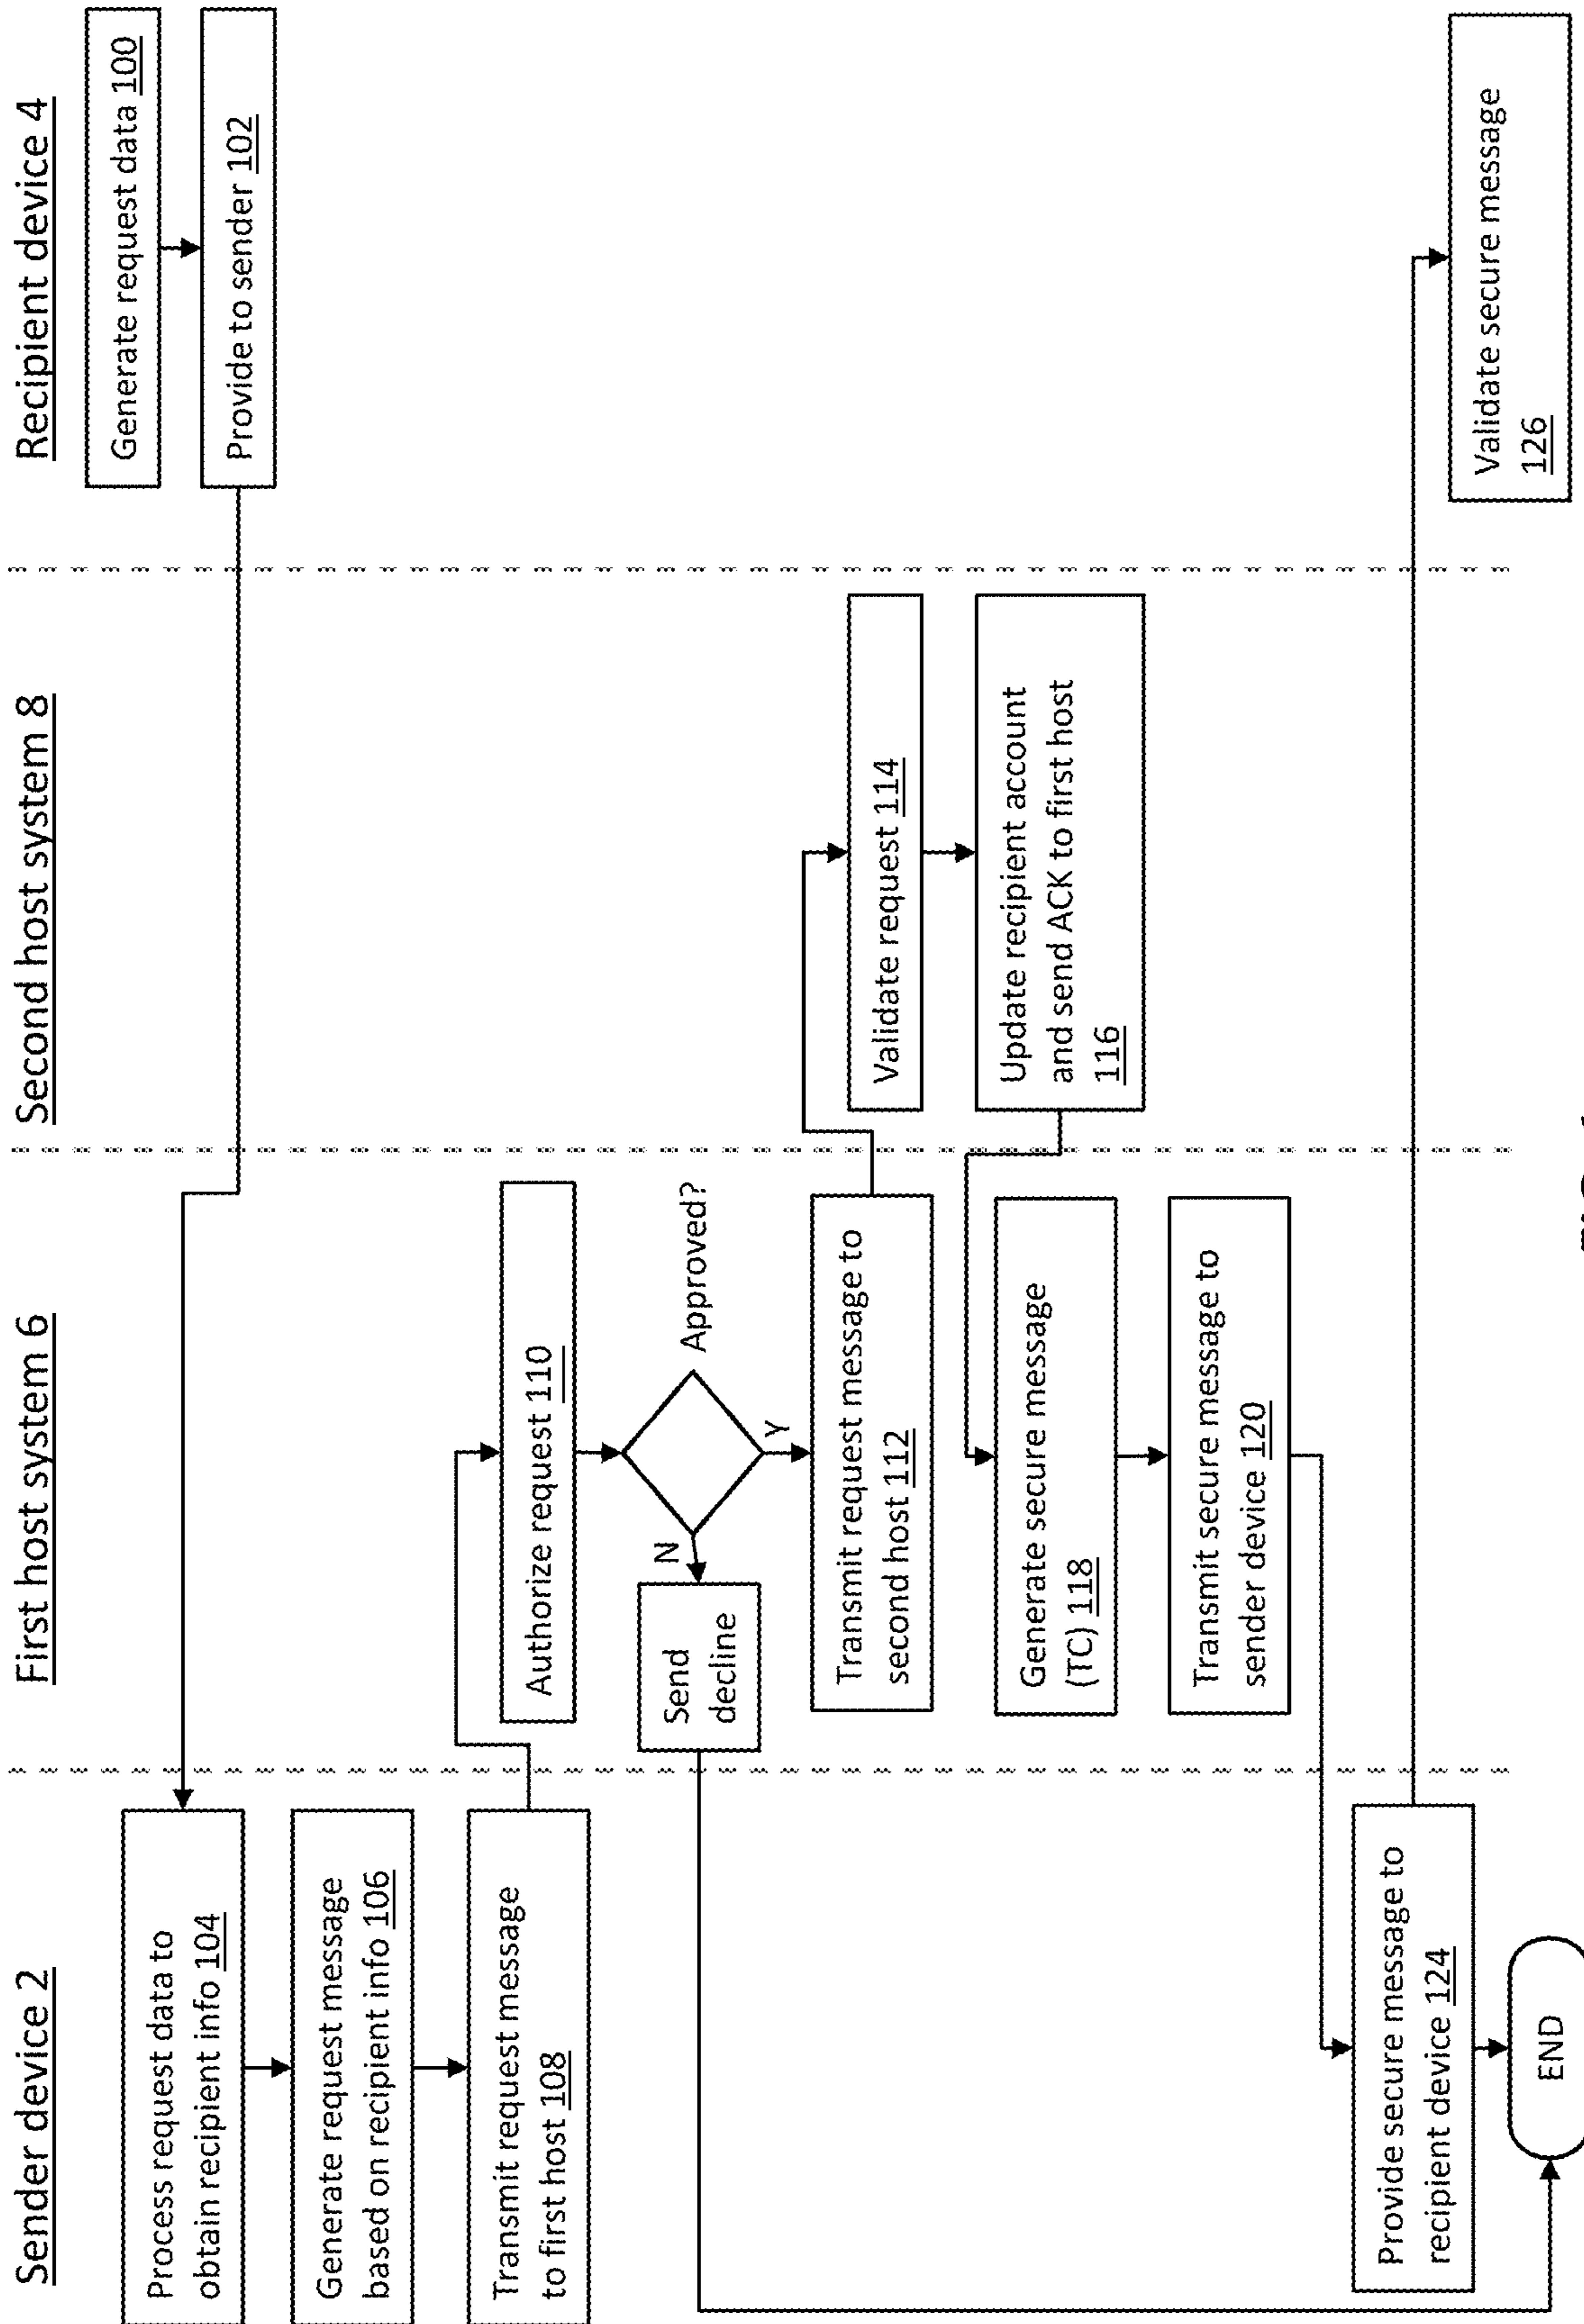 Sender device 2
First host system 6
Second host system 8
Recipient device 4
Generate request data 100
Provide to sender 102
Process request data to
obtain recipient info 104
Generate request message
based on recipient info 106
Transmit request message
to first host 108
Authorize request 110
Approved?
N
Y
Send
decline
Transmit request message to
second host 112
Validate request 114
Update recipient account
and send ACK to first host
116
Generate secure message
(TC) 118
Transmit secure message to
sender device 120
Provide secure message to
recipient device 124
Validate secure message
126
END